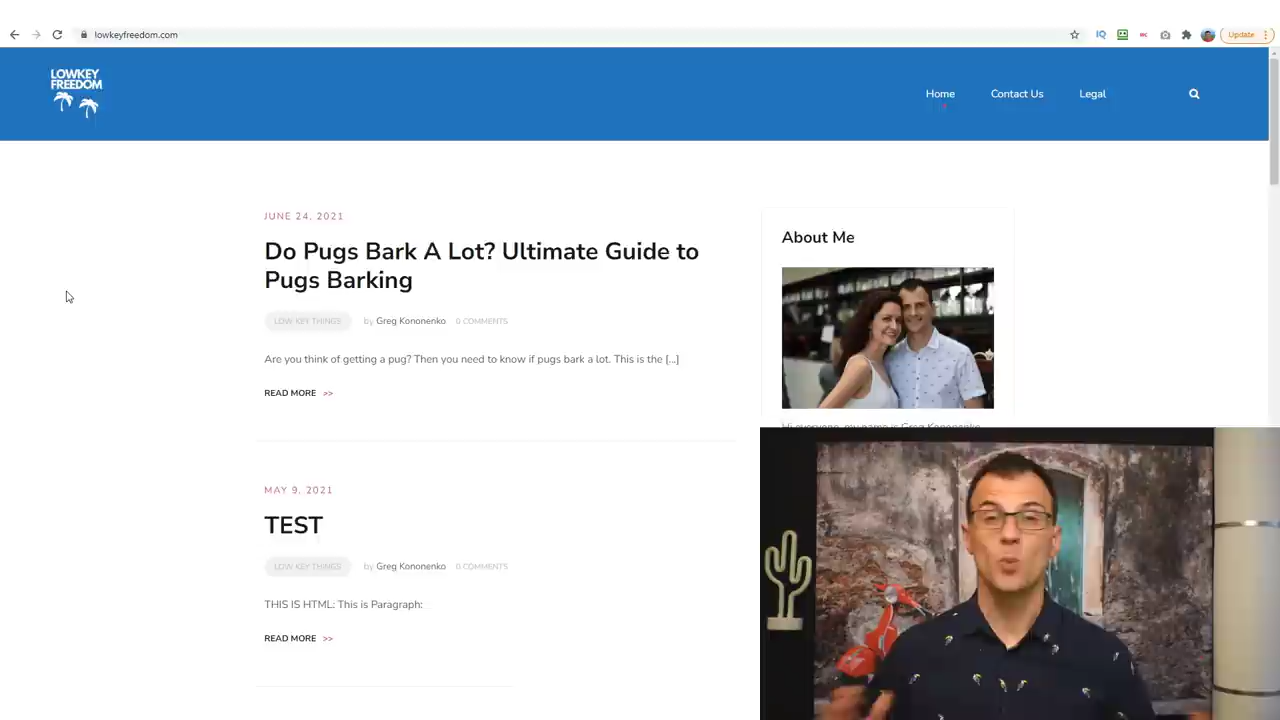 lowkeyfreedom.com
IQ
Update
LOWKEY
FREEDOM
Home
Contact Us
Legal
JUNE 24, 2021
Do Pugs Bark A Lot? Ultimate Guide to
Pugs Barking
LOW KEY THINGS by Greg Kononenko 0 COMMENTS
Are you think of getting a pug? Then you need to know if pugs bark a lot. This is the [...]
READ MORE >>
MAY 9, 2021
TEST
LOW KEY THINGS by Greg Kononenko 0 COMMENTS
THIS IS HTML: This is Paragraph:
READ MORE >>
About Me
Hi everyone, my name is Greg Kononenko